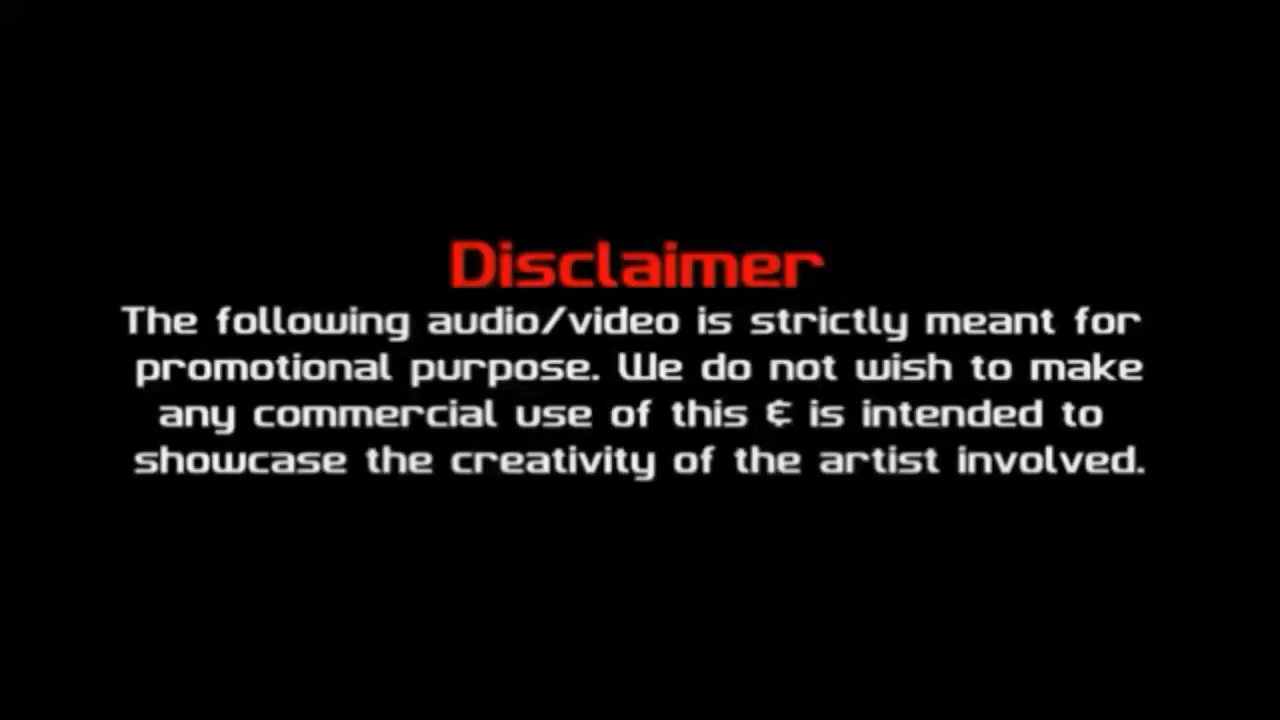 Disclaimer
The following audio/video is strictly meant for
promotional purpose. We do not wish to make
any commercial use of this & is intended to
showcase the creativity of the artist involved.